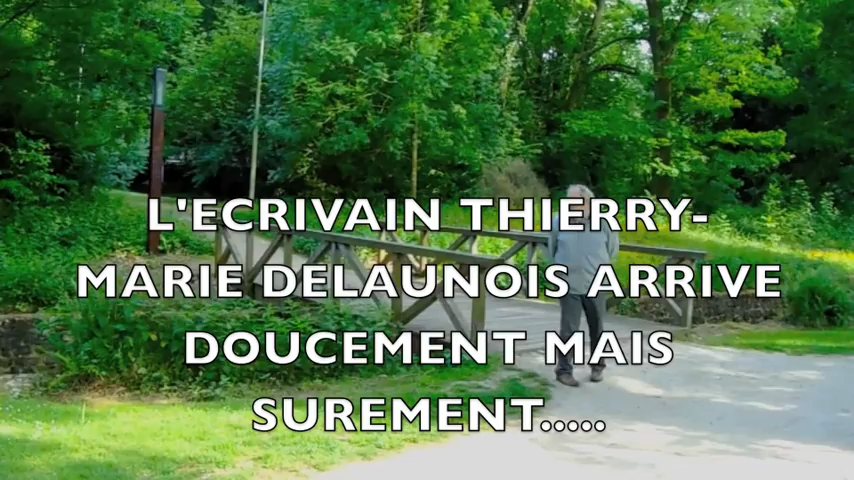 L'ECRIVAIN THIERRY-
MARIE DELAUNOIS ARRIVE
DOUCEMENT MAIS
SUREMENT.....